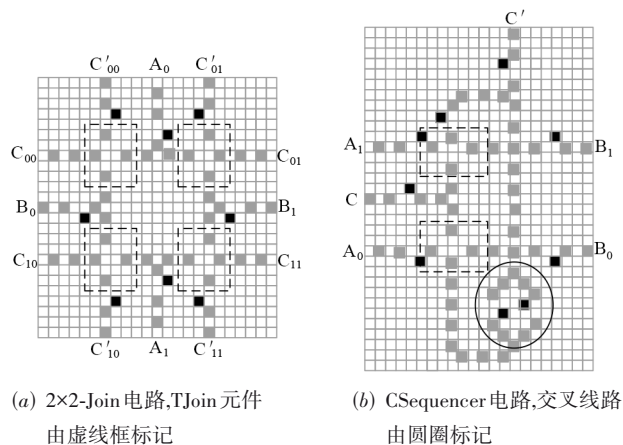 C′00 A0 C′01
C00 C01
B0 B1
C10 C11
C′10 A1 C′11
(a) 2×2-Join电路,TJoin元件
由虚线框标记
C′
A1 B1
C
A0 B0
(b) CSequencer电路,交叉线路
由圆圈标记